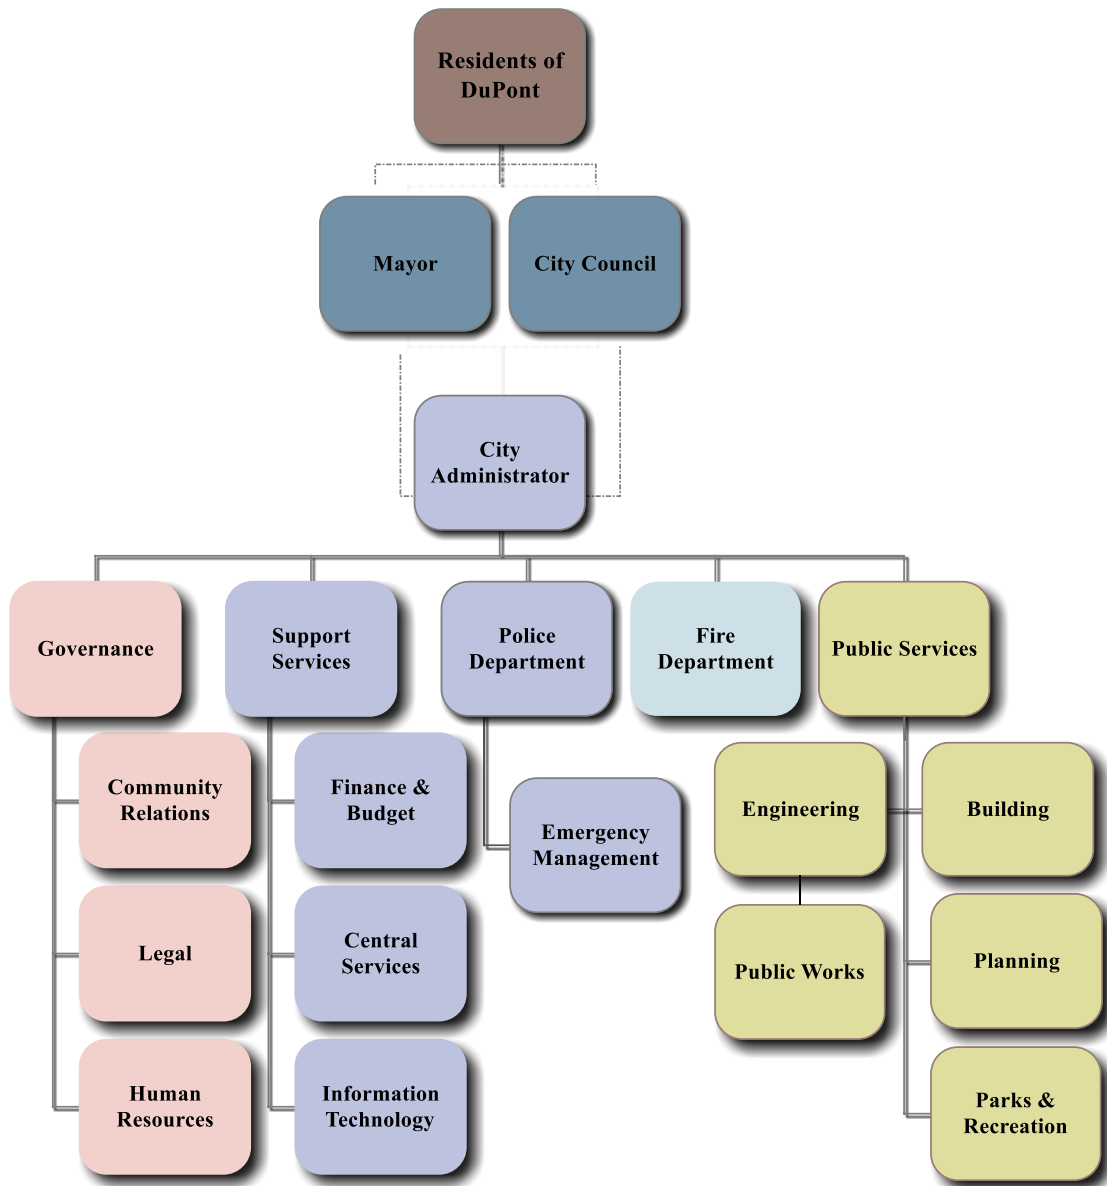 Residents of
DuPont
Mayor
City Council
City
Administrator
Governance
Support
Services
Police
Department
Fire
Department
Public Services
Community
Relations
Finance &
Budget
Emergency
Management
Engineering
Building
Legal
Central
Services
Public Works
Planning
Human
Resources
Information
Technology
Parks &
Recreation